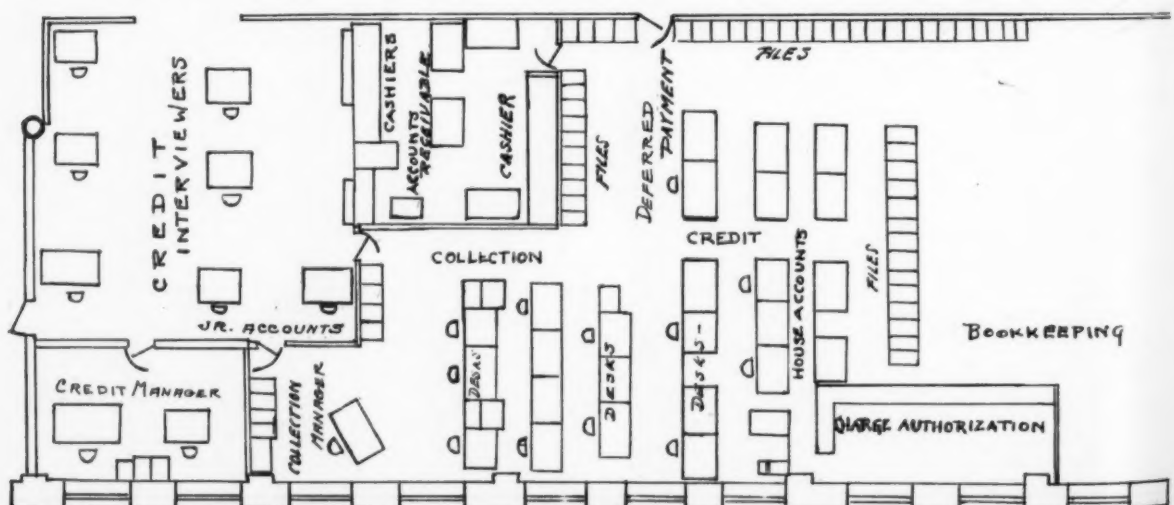 CREDIT
INTERVIEWERS
CASHIERS
ACCOUNTS
RECEIVABLE
CASHIER
FILES
DEFERRED
PAYMENT
FILES
COLLECTION
CREDIT
HOUSE ACCOUNTS
FILES
BOOKKEEPING
JR. ACCOUNTS
CREDIT MANAGER
COLLECTION
MANAGER
DESKS
DESKS
DESKS-
CHARGE AUTHORIZATION